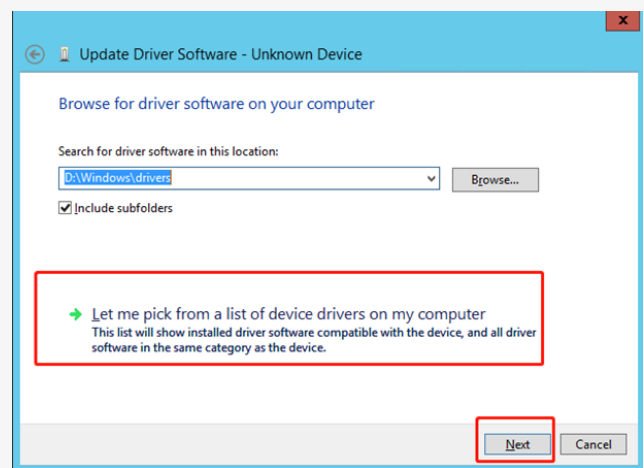 x
Update Driver Software - Unknown Device
Browse for driver software on your computer
Search for driver software in this location:
D:\Windows\drivers
Browse...
Include subfolders
Let me pick from a list of device drivers on my computer
This list will show installed driver software compatible with the device, and all driver
software in the same category as the device.
Next
Cancel